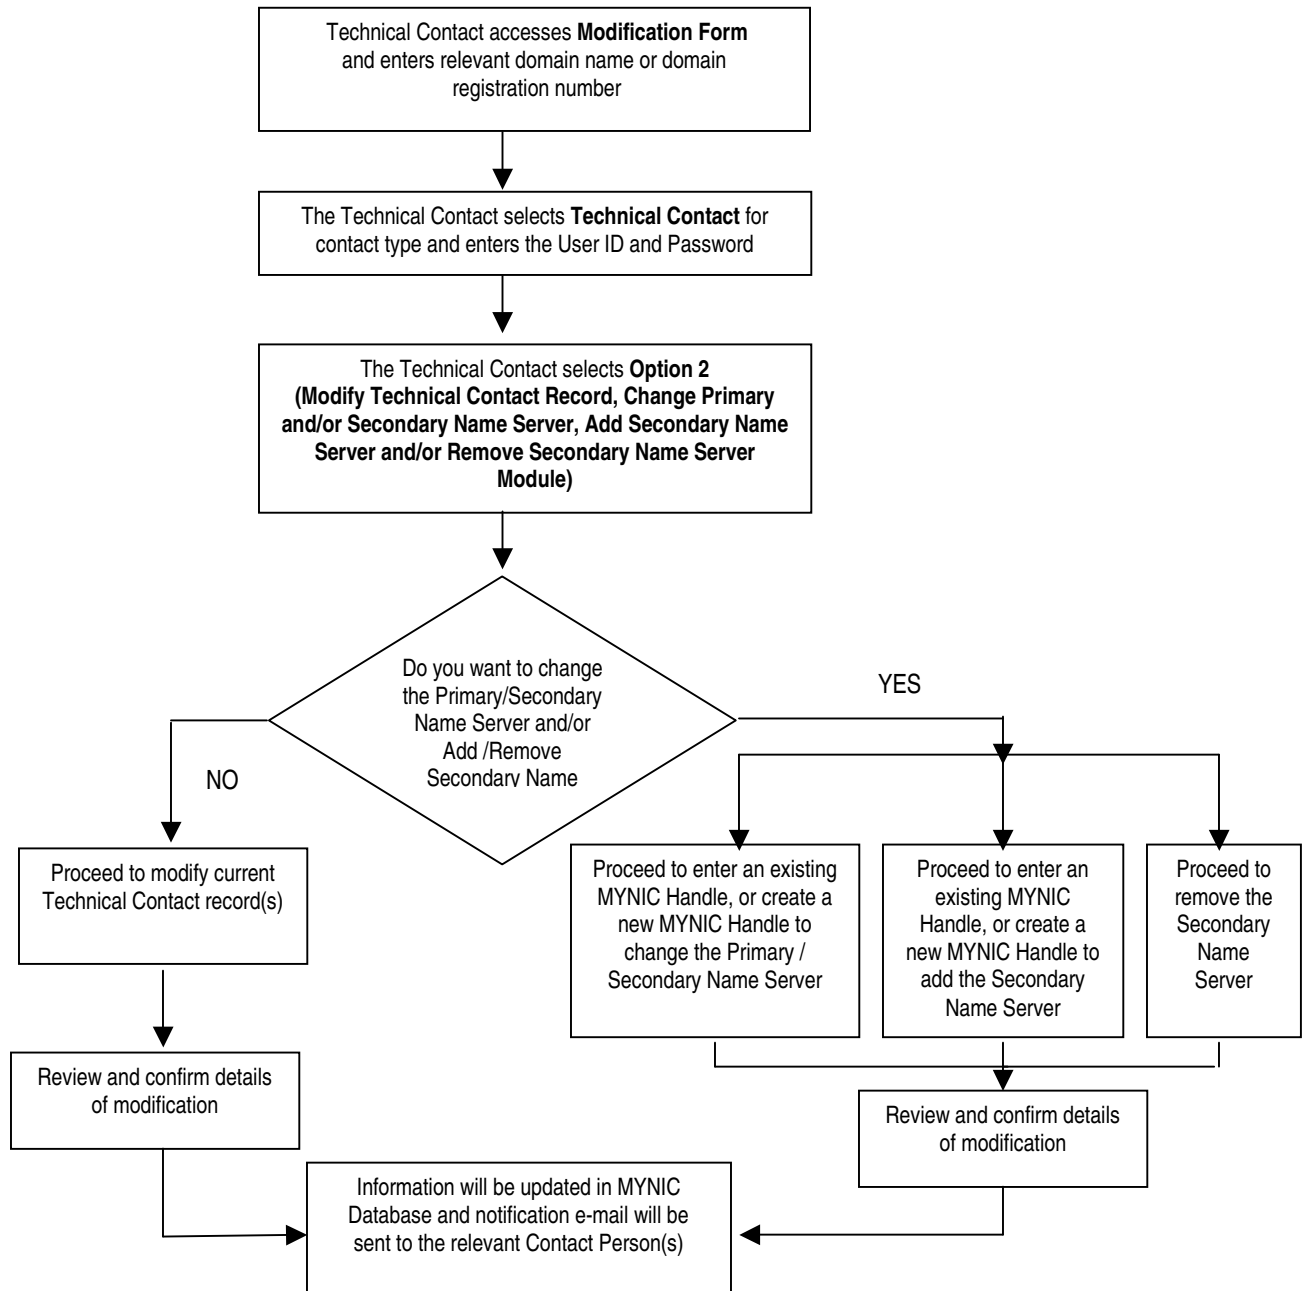 Technical Contact accesses Modification Form
and enters relevant domain name or domain
registration number
The Technical Contact selects Technical Contact for
contact type and enters the User ID and Password
The Technical Contact selects Option 2
(Modify Technical Contact Record, Change Primary
and/or Secondary Name Server, Add Secondary Name
Server and/or Remove Secondary Name Server
Module)
Do you want to change
the Primary/Secondary
Name Server and/or
Add /Remove
Secondary Name
YES
NO
Proceed to modify current
Technical Contact record(s)
Proceed to enter an existing
MYNIC Handle, or create a
new MYNIC Handle to
change the Primary /
Secondary Name Server
Proceed to enter an
existing MYNIC
Handle, or create a
new MYNIC Handle to
add the Secondary
Name Server
Proceed to
remove the
Secondary
Name
Server
Review and confirm details
of modification
Review and confirm details
of modification
Information will be updated in MYNIC
Database and notification e-mail will be
sent to the relevant Contact Person(s)